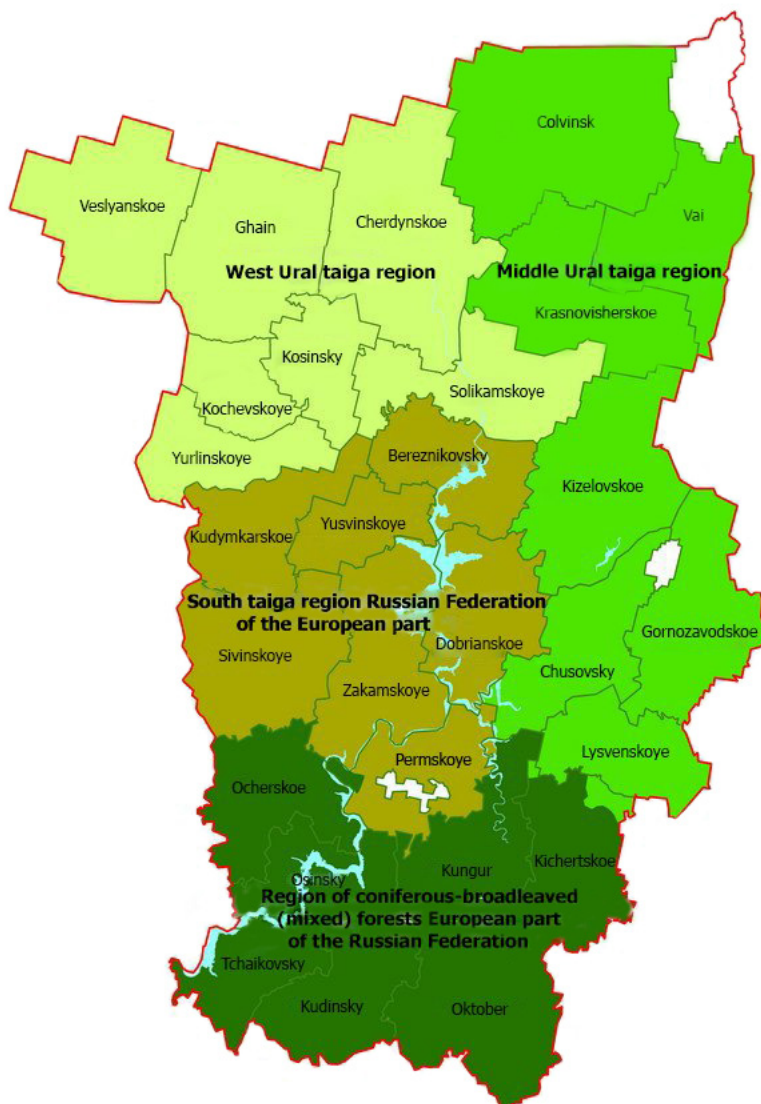 Colvinsk
Veslyanskoe
Ghain
Cherdynskoe
Vai
West Ural taiga region
Middle Ural taiga region
Krasnovisherskoe
Kosinsky
Solikamskoye
Kochevskoye
Yurlinskoye
Bereznikovsky
Kizelovskoe
Yusvinskoye
Kudymkarskoe
South taiga region Russian Federation
of the European part
Gornozavodskoe
Sivinskoye
Dobrianskoe
Chusovsky
Zakamskoye
Permskoye
Lysvenskoye
Ocherskoe
Kungur
Kichertskoe
Osinsky
Region of coniferous-broadleaved
(mixed) forests European part
of the Russian Federation
Tchaikovsky
Kudinsky
Oktober